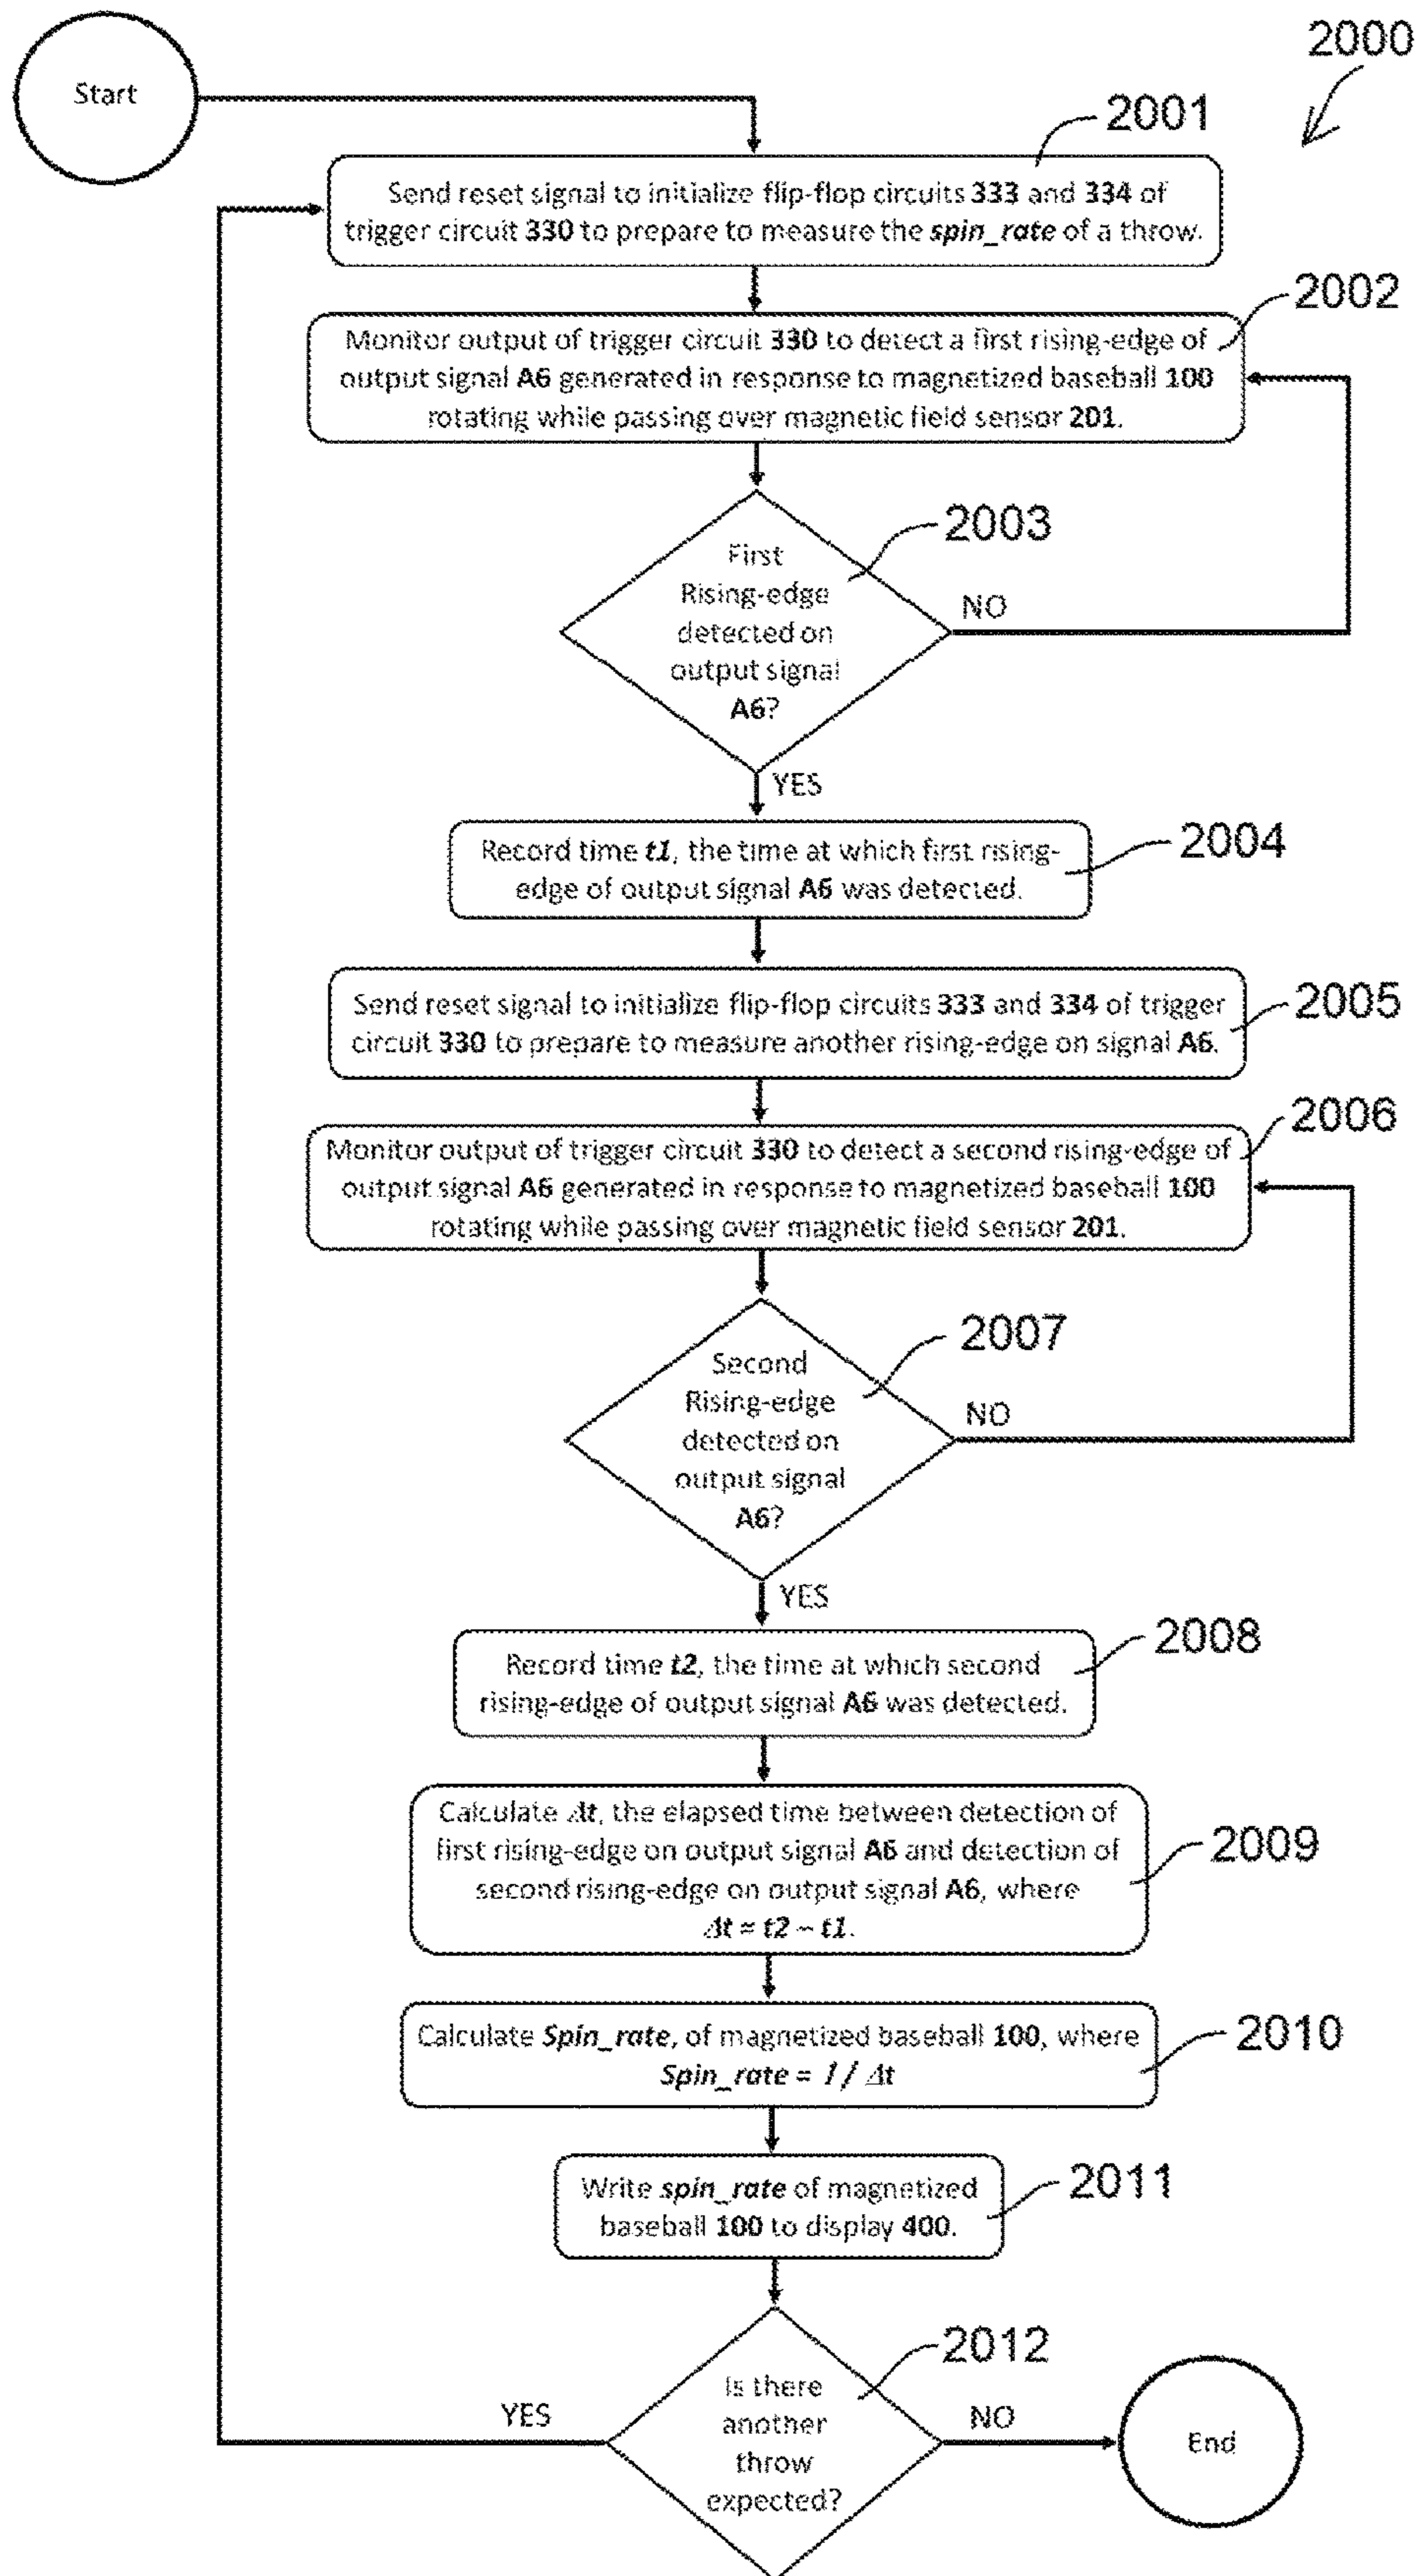 2000
Start
2001
Send reset signal to initialize flip-flop circuits 333 and 334 of
trigger circuit 330 to prepare to measure the spin_rate of a throw.
2002
Monitor output of trigger circuit 330 to detect a first rising-edge of
output signal A6 generated in response to magnetized baseball 100
rotating while passing over magnetic field sensor 201.
2003
First
Rising-edge
detected on
output signal
A6?
NO
YES
2004
Record time t1, the time at which first rising-
edge of output signal A6 was detected.
2005
Send reset signal to initialize flip-flop circuits 333 and 334 of trigger
circuit 330 to prepare to measure another rising-edge on signal A6.
2006
Monitor output of trigger circuit 330 to detect a second rising-edge of
output signal A6 generated in response to magnetized baseball 100
rotating while passing over magnetic field sensor 201.
2007
Second
Rising-edge
detected on
output signal
A6?
NO
YES
2008
Record time t2, the time at which second
rising-edge of output signal A6 was detected.
2009
Calculate Δt, the elapsed time between detection of
first rising-edge on output signal A6 and detection of
second rising-edge on output signal A6, where
Δt = t2 – t1.
2010
Calculate Spin_rate, of magnetized baseball 100, where
Spin_rate = 1 / Δt
2011
Write spin_rate of magnetized
baseball 100 to display 400.
2012
Is there
another
throw
expected?
YES
NO
End